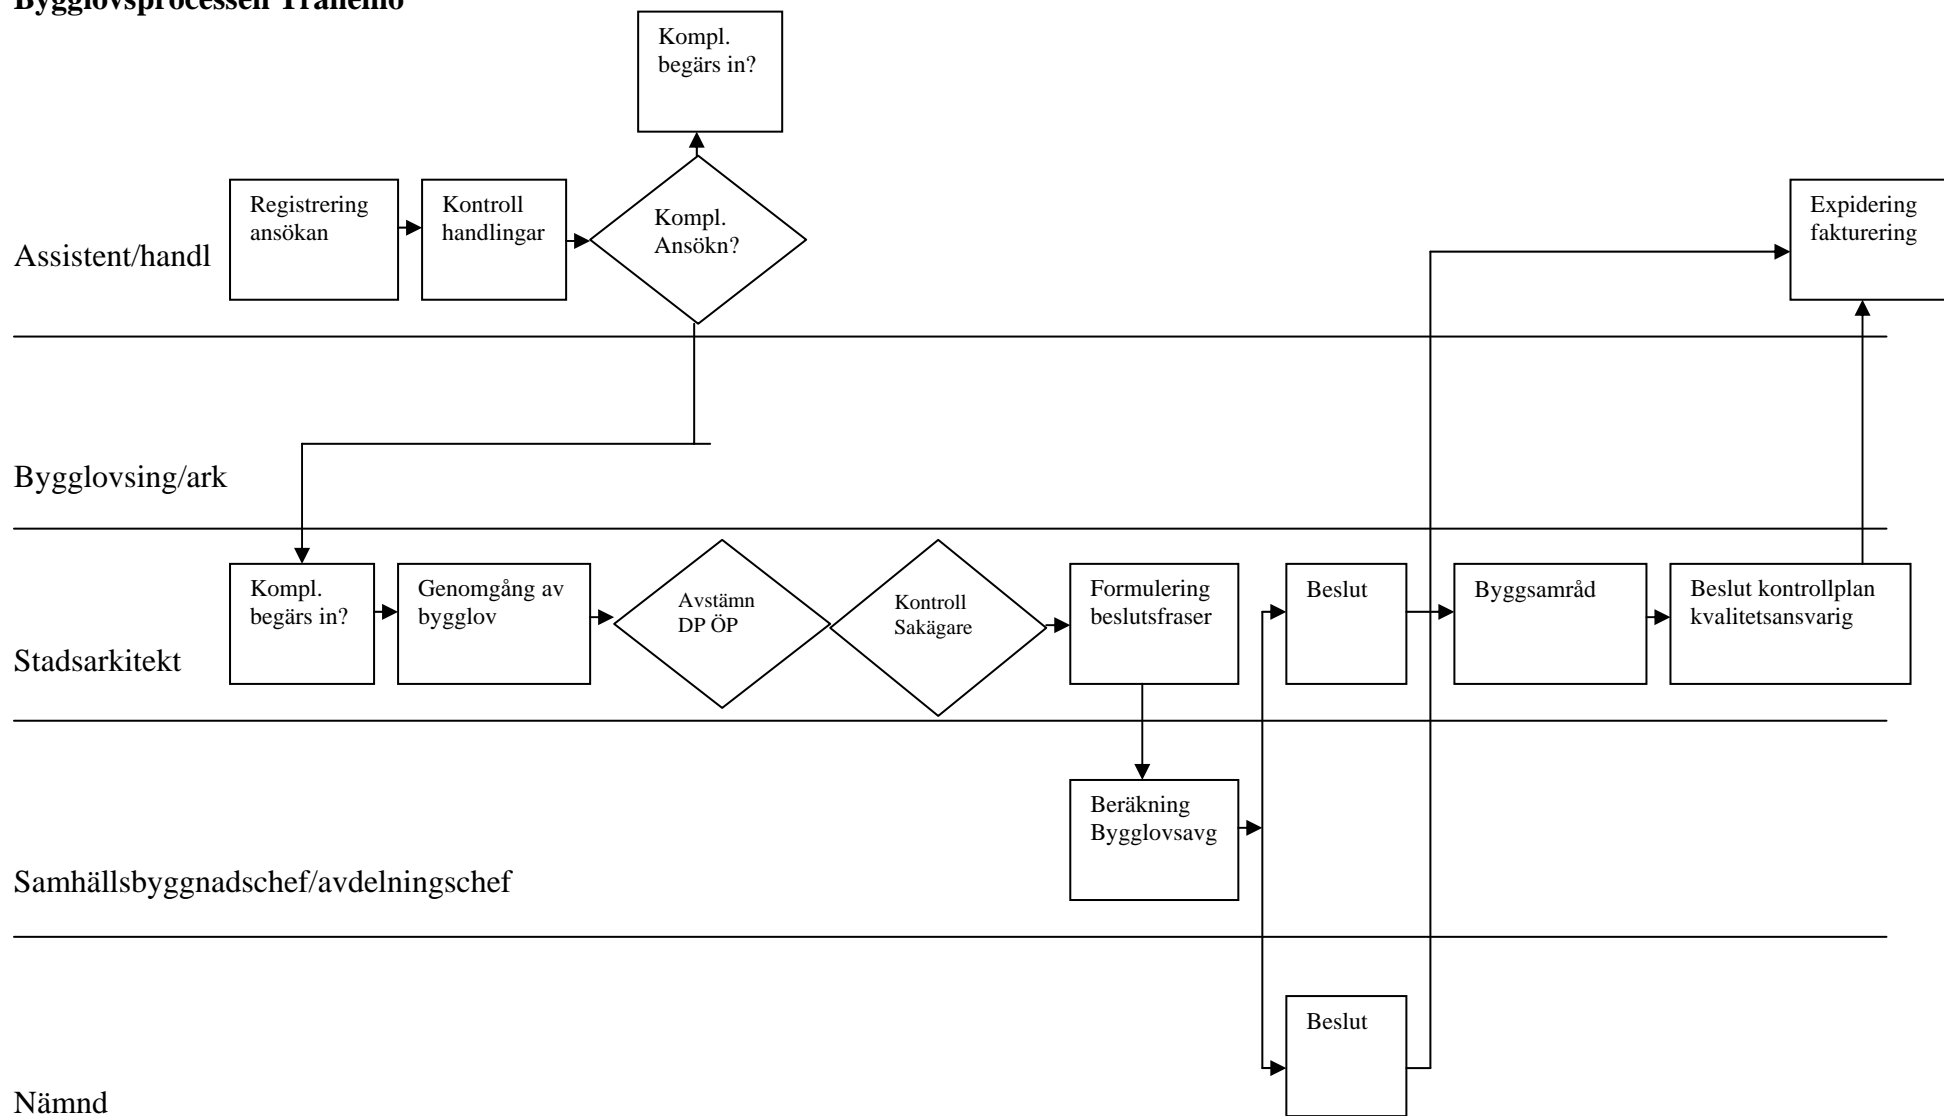 Bygglovsprocessen Tranemo
Kompl.
begärs in?
Registrering
ansökan
Kontroll
handlingar
Kompl.
Ansökn?
Expidering
fakturering
Assistent/handl
Bygglovsing/ark
Kompl.
begärs in?
Genomgång av
bygglov
Avstämn
DP ÖP
Kontroll
Sakägare
Formulering
beslutsfraser
Beslut
Byggsamråd
Beslut kontrollplan
kvalitetsansvarig
Stadsarkitekt
Beräkning
Bygglovsavg
Samhällsbyggnadschef/avdelningschef
Beslut
Nämnd